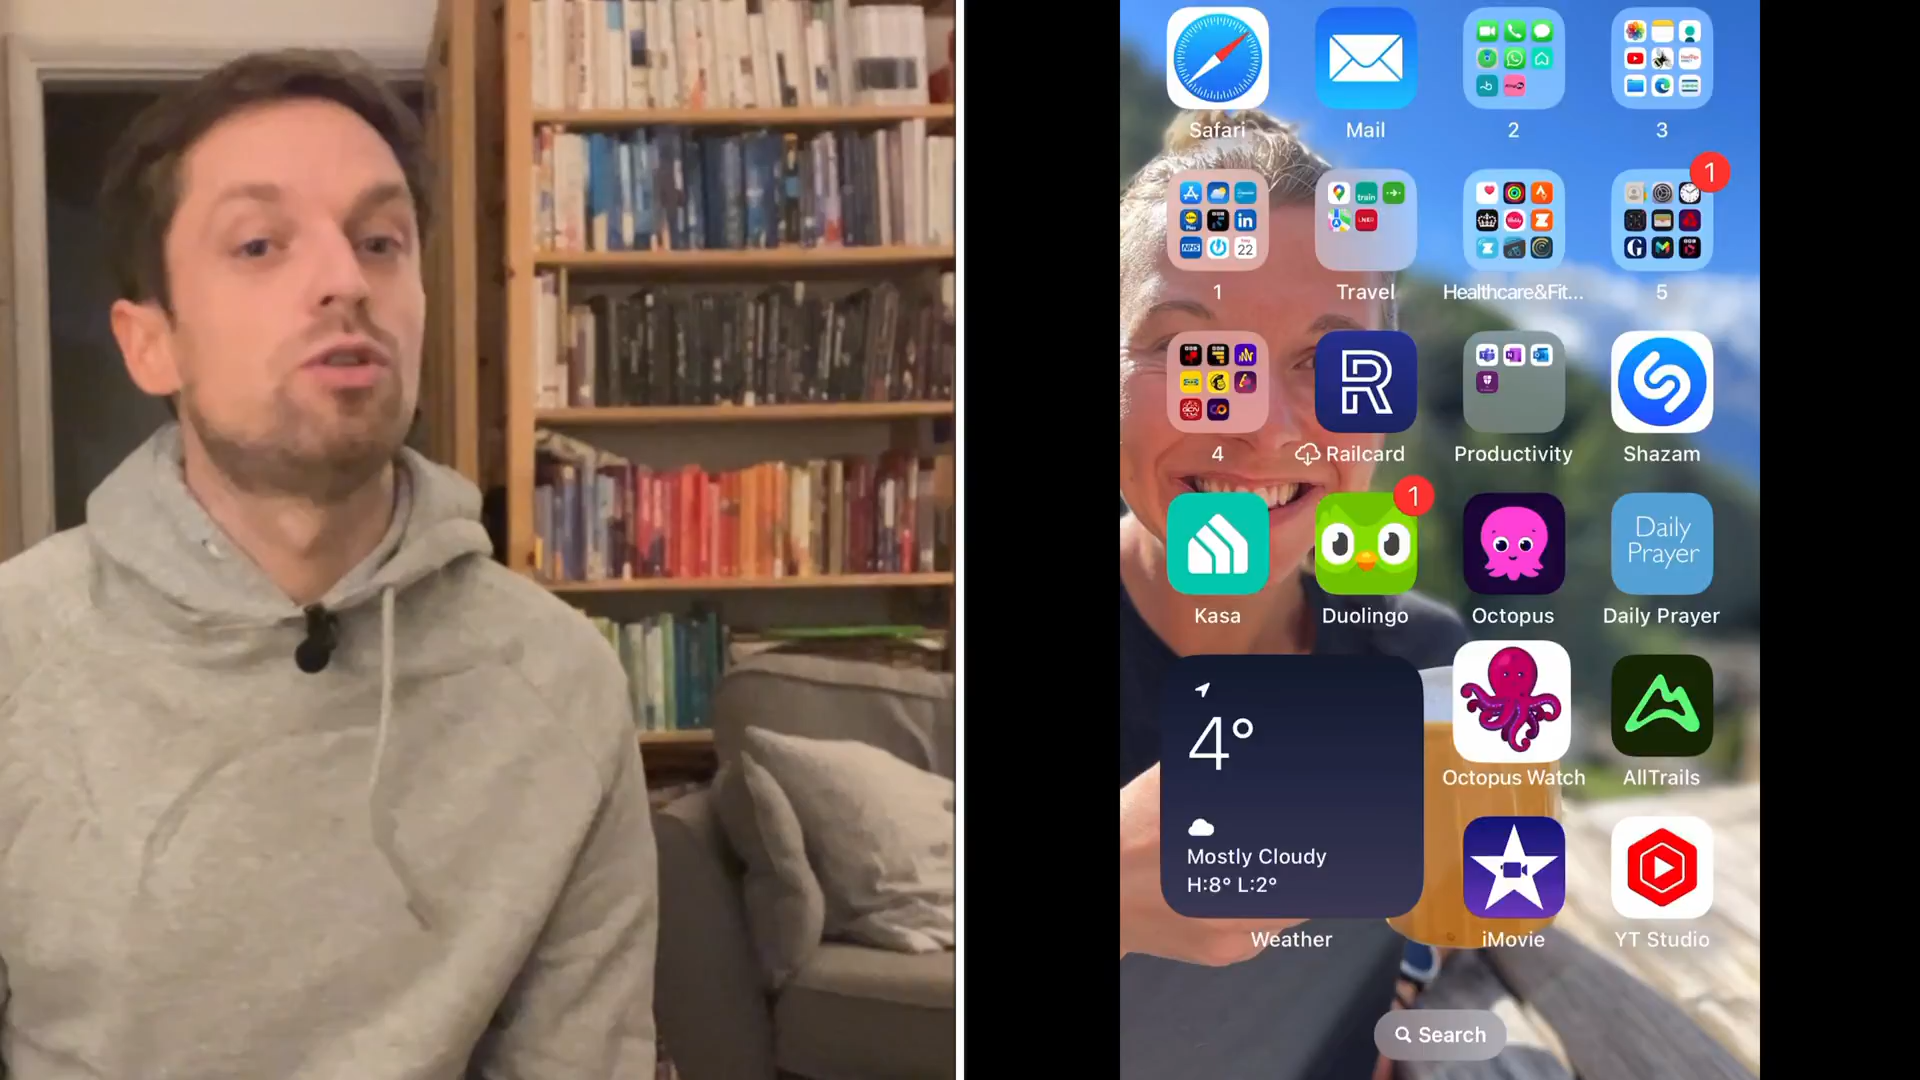 Safari
Mail
2
3
1
1
Travel
Healthcare&Fit...
5
4
Railcard
Productivity
Shazam
1
Daily
Prayer
Kasa
Duolingo
Octopus
Daily Prayer
4°
Mostly Cloudy
H:8° L:2°
Weather
Octopus Watch
AllTrails
iMovie
YT Studio
Search